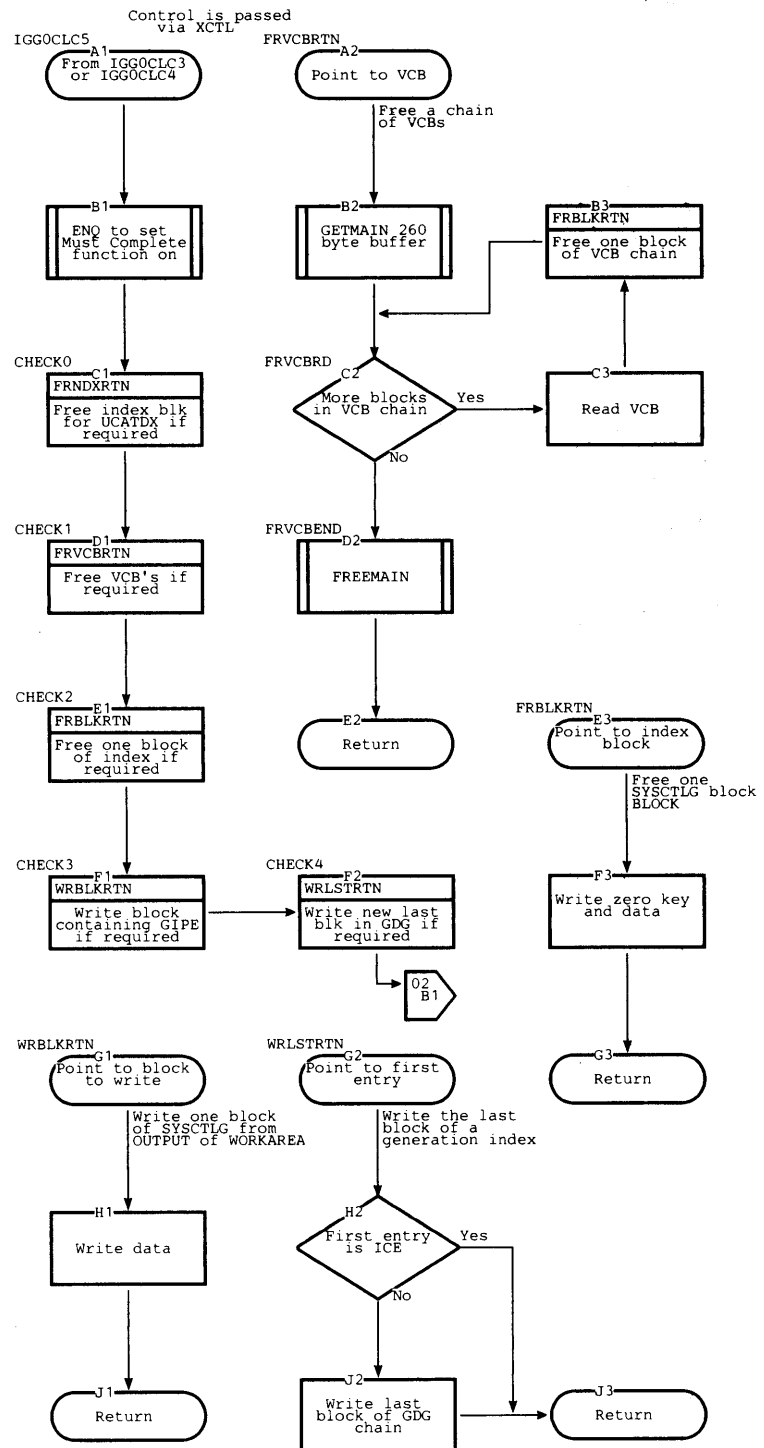 Control is passed
via XCTL
IGG0CLC5
A1
From IGG0CLC3
or IGG0CLC4
FRVCBRTN
A2
Point to VCB
Free a chain
of VCBs
B1
ENQ to set
Must Complete
function on
B2
GETMAIN 260
byte buffer
B3
FRBLKRTN
Free one block
of VCB chain
CHECK0
C1
FRNDXRTN
Free index blk
for UCATDX if
required
FRVCBRD
C2
More blocks
in VCB chain
Yes
No
C3
Read VCB
CHECK1
D1
FRVCBRTN
Free VCB's if
required
FRVCBEND
D2
FREEMAIN
CHECK2
E1
FRBLKRTN
Free one block
of index if
required
E2
Return
FRBLKRTN
E3
Point to index
block
Free one
SYSCTLG block
BLOCK
CHECK3
F1
WRBLKRTN
Write block
containing GIPE
if required
CHECK4
F2
WRLSTRTN
Write new last
blk in GDG if
required
02
B1
F3
Write zero key
and data
WRBLKRTN
G1
Point to block
to write
Write one block
of SYSCTLG from
OUTPUT of WORKAREA
WRLSTRTN
G2
Point to first
entry
Write the last
block of a
generation index
G3
Return
H1
Write data
H2
First entry
is ICE
Yes
No
J1
Return
J2
Write last
block of GDG
chain
J3
Return